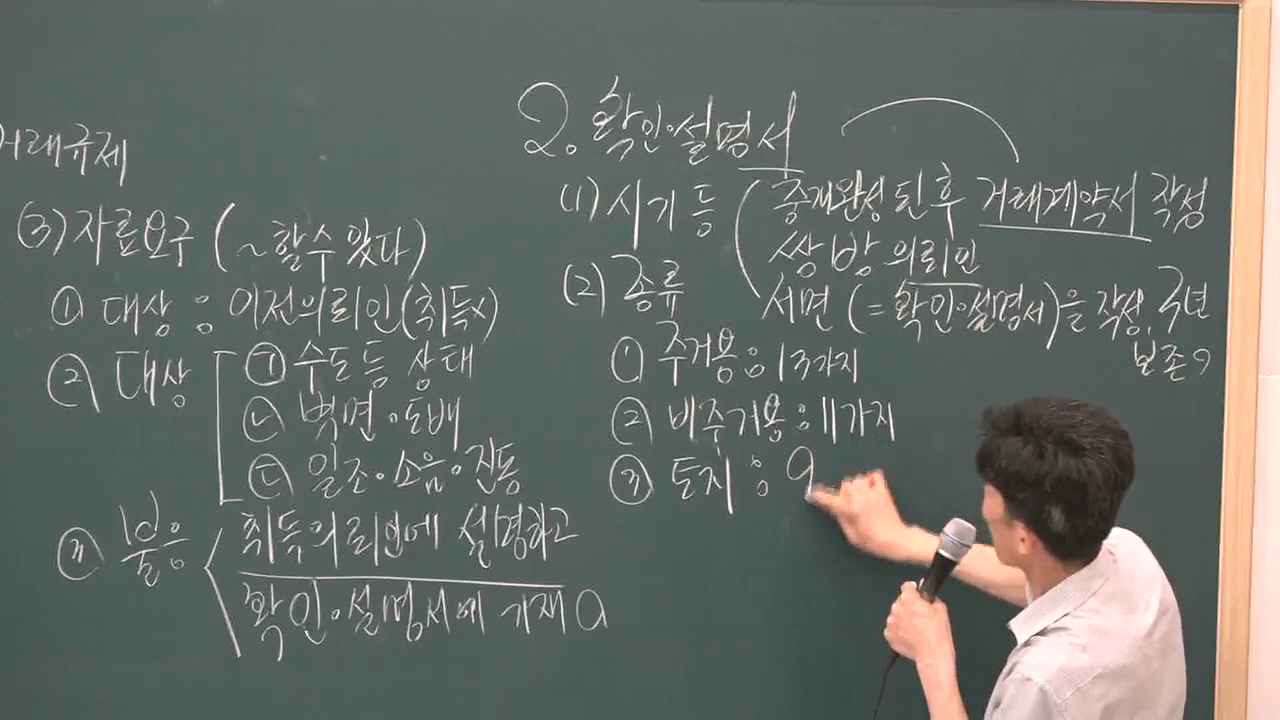 거래규제
(3) 자료요구 (~할 수 있다)
① 대상 : 이전의뢰인(취득x)
② 대상 ㉠ 수도 등 상태
㉡ 벽면·도배
㉢ 일조·소음·진동
③ 불응 취득의뢰인에 설명하고
확인·설명서에 기재
2. 확인·설명서
(1) 시기 등 ( 중개완성 된 후 거래계약서 작성
쌍방 의뢰인
서면 (=확인·설명서)을 작성, 3년
보존
(2) 종류
① 주거용 : 13가지
② 비주거용 : 11가지
③ 토지 : 9